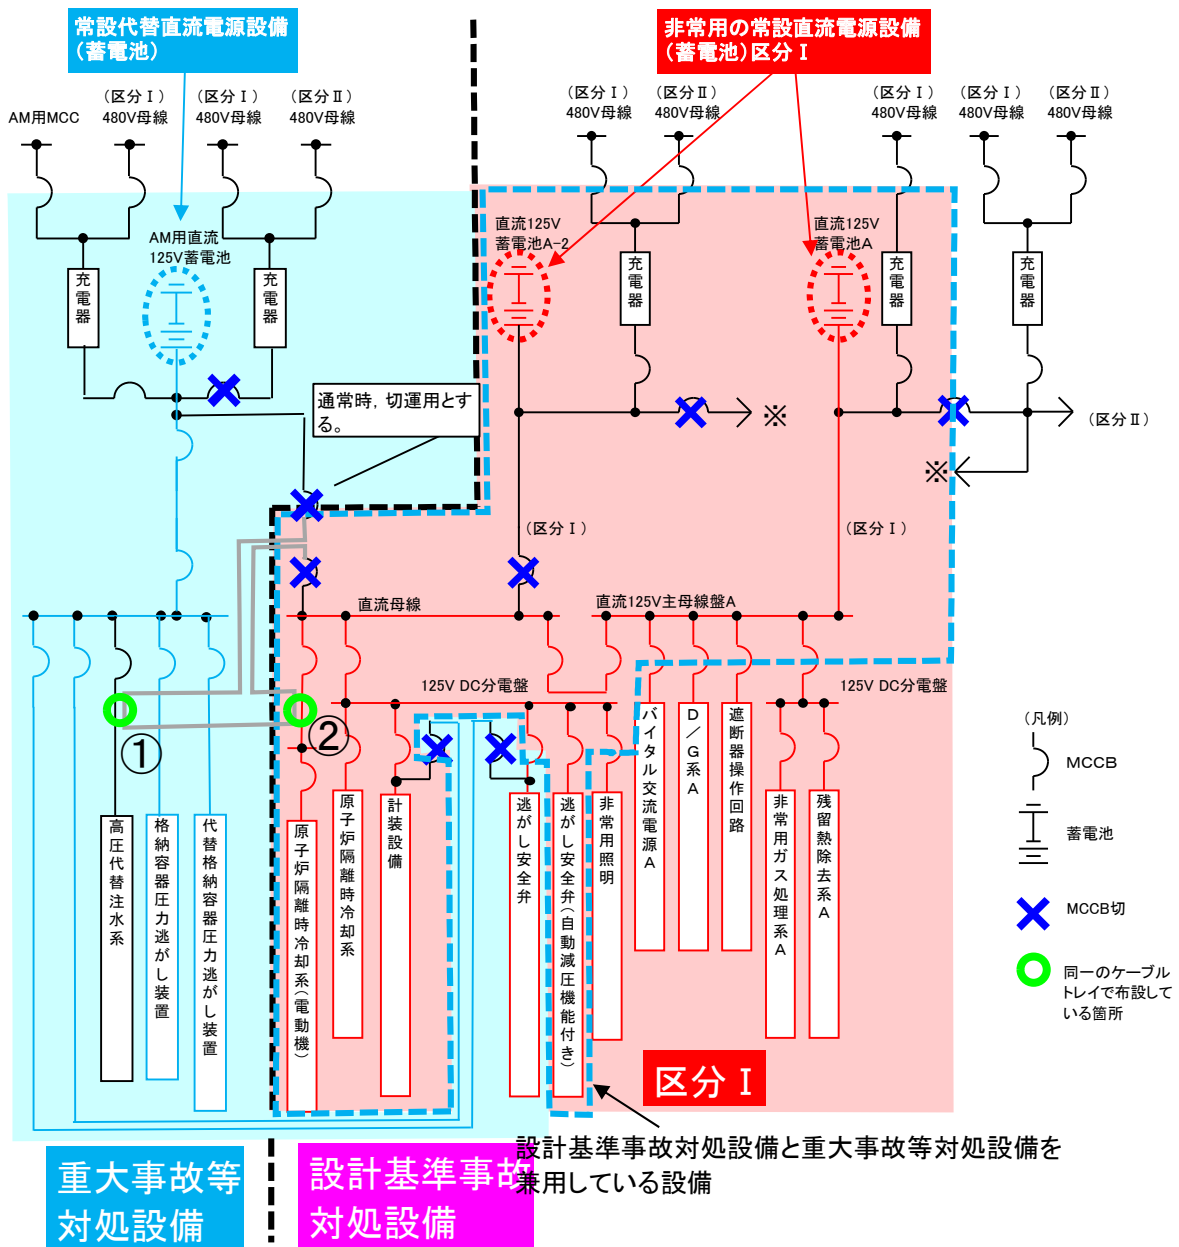 常設代替直流電源設備
（蓄電池）
非常用の常設直流電源設備
（蓄電池）区分Ⅰ
AM用MCC
（区分Ⅰ）
480V母線
（区分Ⅰ）
480V母線
（区分Ⅱ）
480V母線
（区分Ⅰ）
480V母線
（区分Ⅱ）
480V母線
（区分Ⅰ）
480V母線
（区分Ⅰ）
480V母線
（区分Ⅱ）
480V母線
AM用直流
125V蓄電池
直流125V
蓄電池A-2
直流125V
蓄電池A
充電器
充電器
充電器
充電器
充電器
通常時，切運用とす
る。
※
（区分Ⅱ）
※
（区分Ⅰ）
（区分Ⅰ）
直流母線
直流125V主母線盤A
125V DC分電盤
125V DC分電盤
①
②
高圧代替注水系
格納容器圧力逃がし装置
代替格納容器圧力逃がし装置
原子炉隔離時冷却系（電動機）
原子炉隔離時冷却系
計装設備
逃がし安全弁
逃がし安全弁（自動減圧機能付き）
非常用照明
バイタル交流電源A
D／G系A
遮断器操作回路
非常用ガス処理系A
残留熱除去系A
（凡例）
MCCB
蓄電池
MCCB切
同一のケーブル
トレイで布設して
いる箇所
区分Ⅰ
設計基準事故対処設備と重大事故等対処設備を
兼用している設備
重大事故等
対処設備
設計基準事故
対処設備